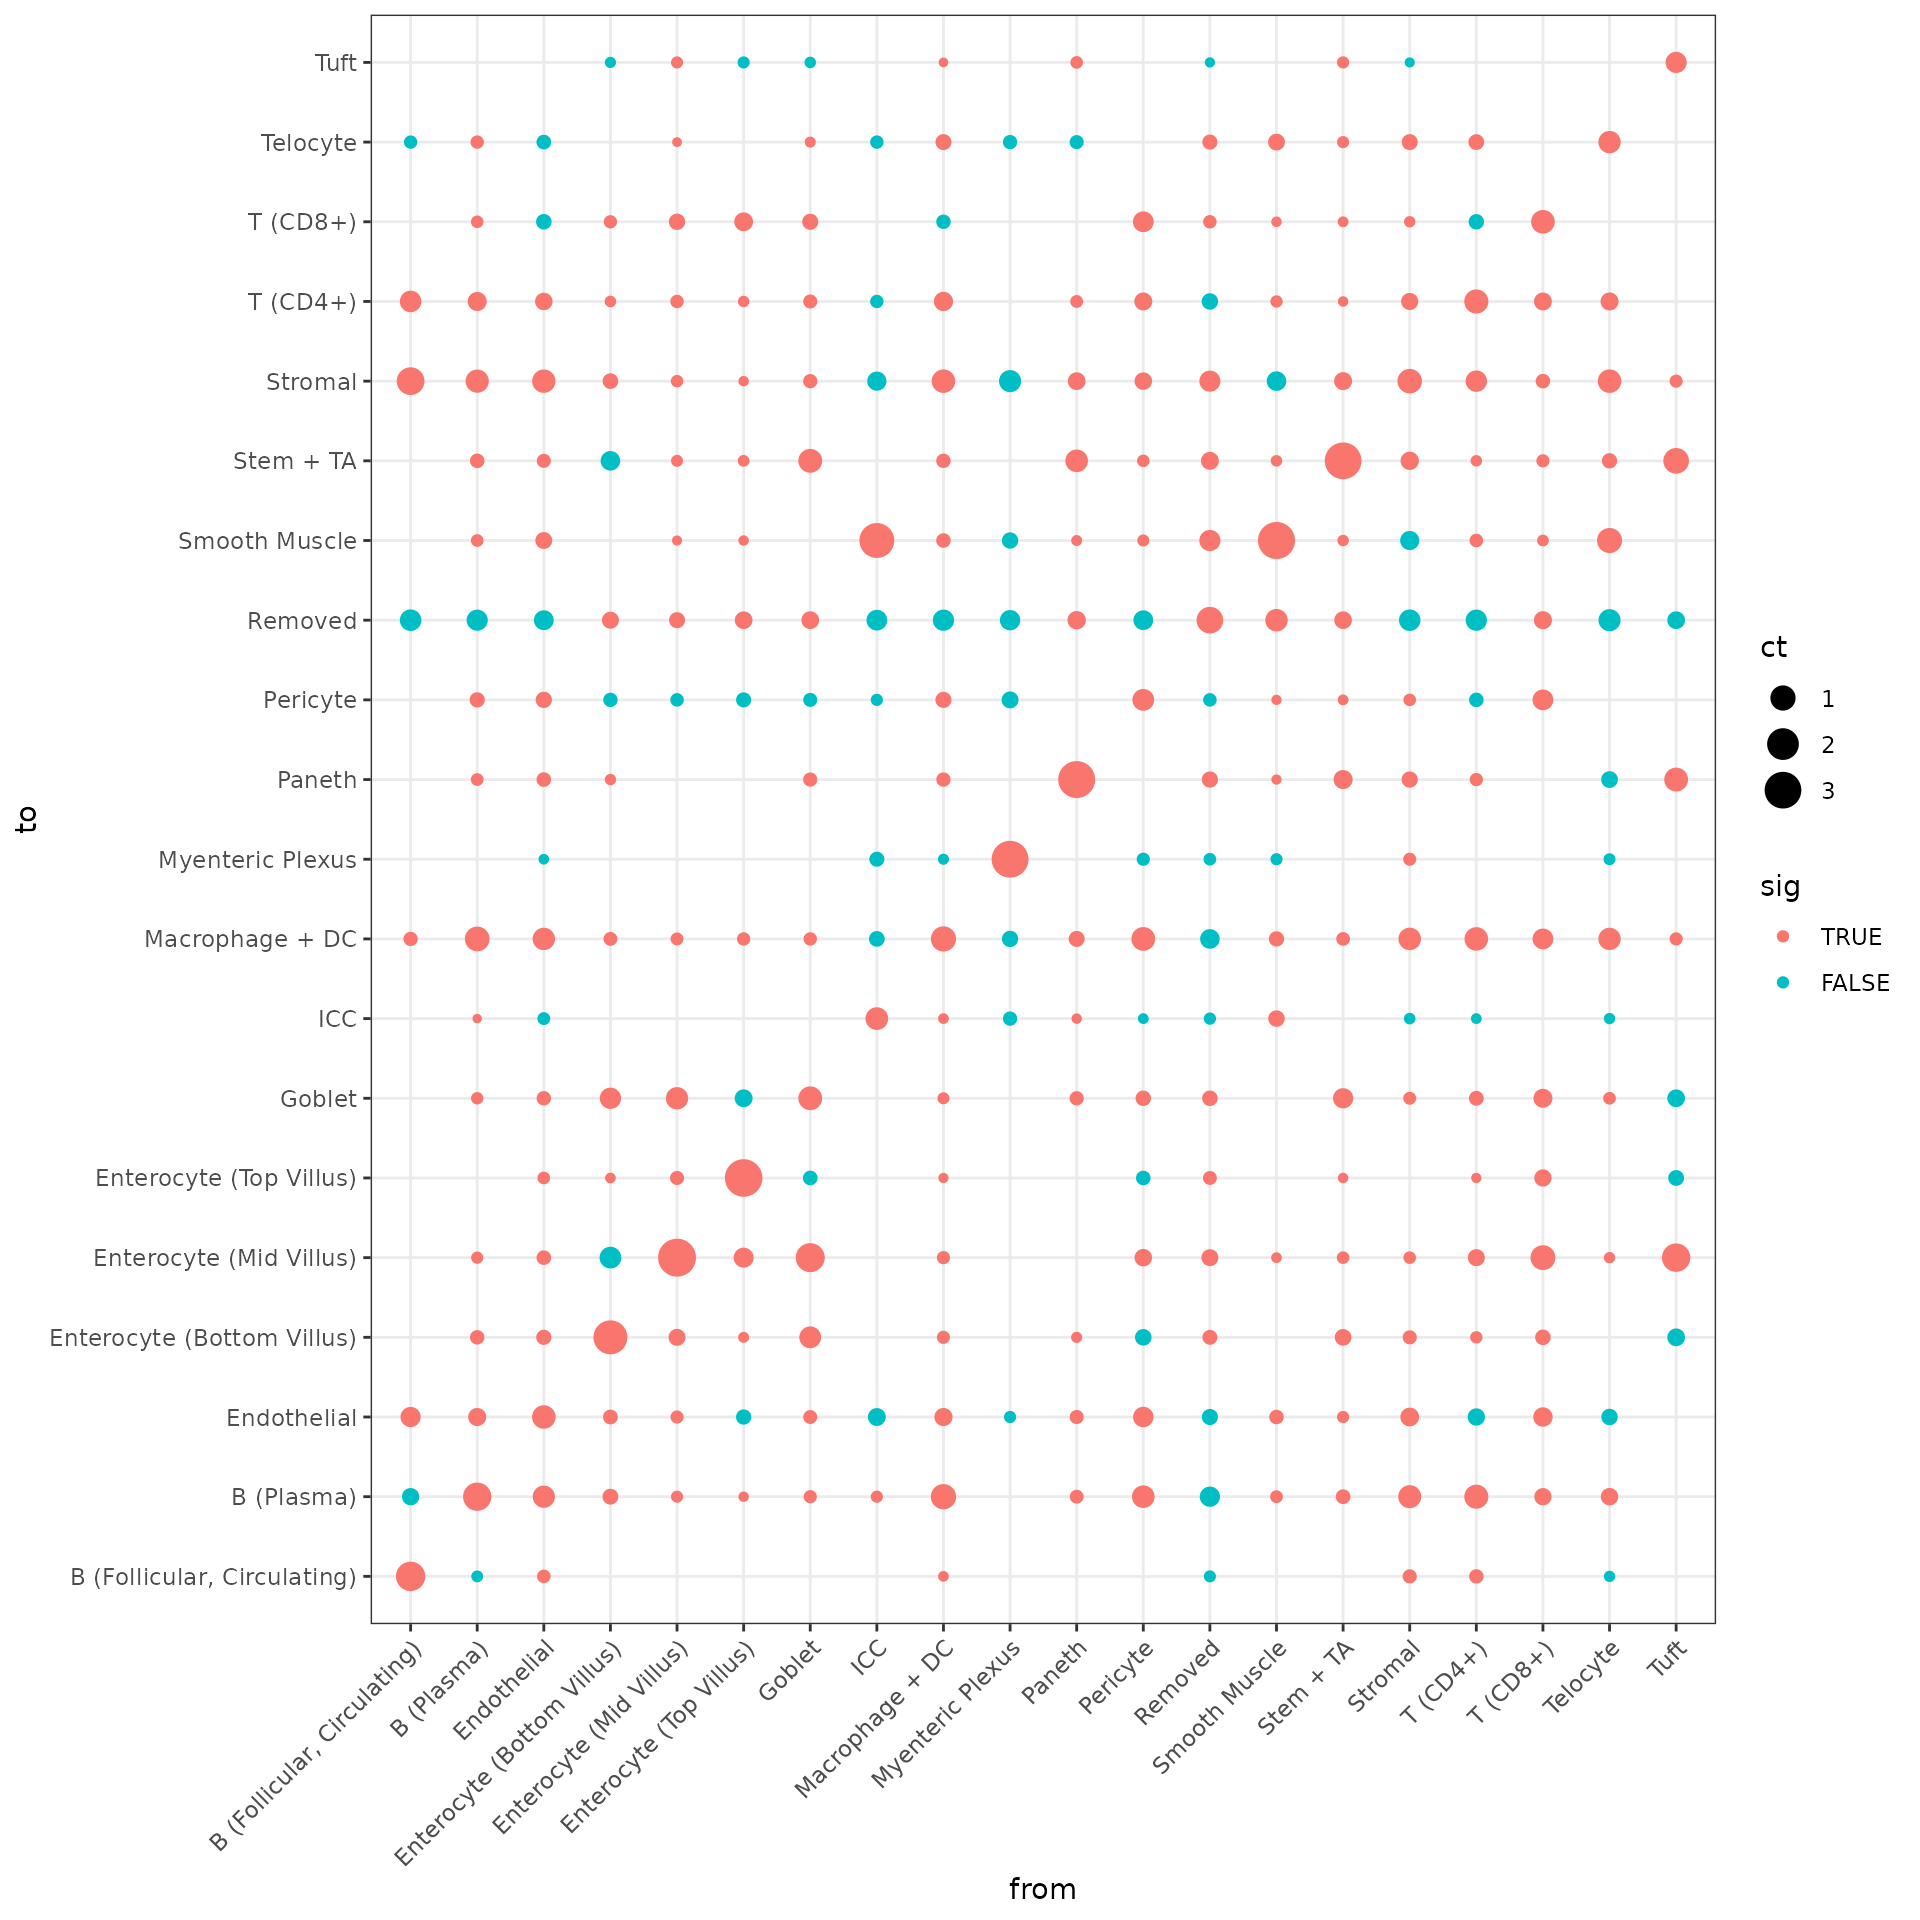 Tuft
Telocyte
T (CD8+)
T (CD4+)
Stromal
Stem + TA
Smooth Muscle
Removed
Pericyte
Paneth
Myenteric Plexus
Macrophage + DC
ICC
Goblet
Enterocyte (Top Villus)
Enterocyte (Mid Villus)
Enterocyte (Bottom Villus)
Endothelial
B (Plasma)
B (Follicular, Circulating)
to
B (Follicular, Circulating)
B (Plasma)
Endothelial
Enterocyte (Bottom Villus)
Enterocyte (Mid Villus)
Enterocyte (Top Villus)
Goblet
ICC
Macrophage + DC
Myenteric Plexus
Paneth
Pericyte
Removed
Smooth Muscle
Stem + TA
Stromal
T (CD4+)
T (CD8+)
Telocyte
Tuft
from
ct
1
2
3
sig
TRUE
FALSE